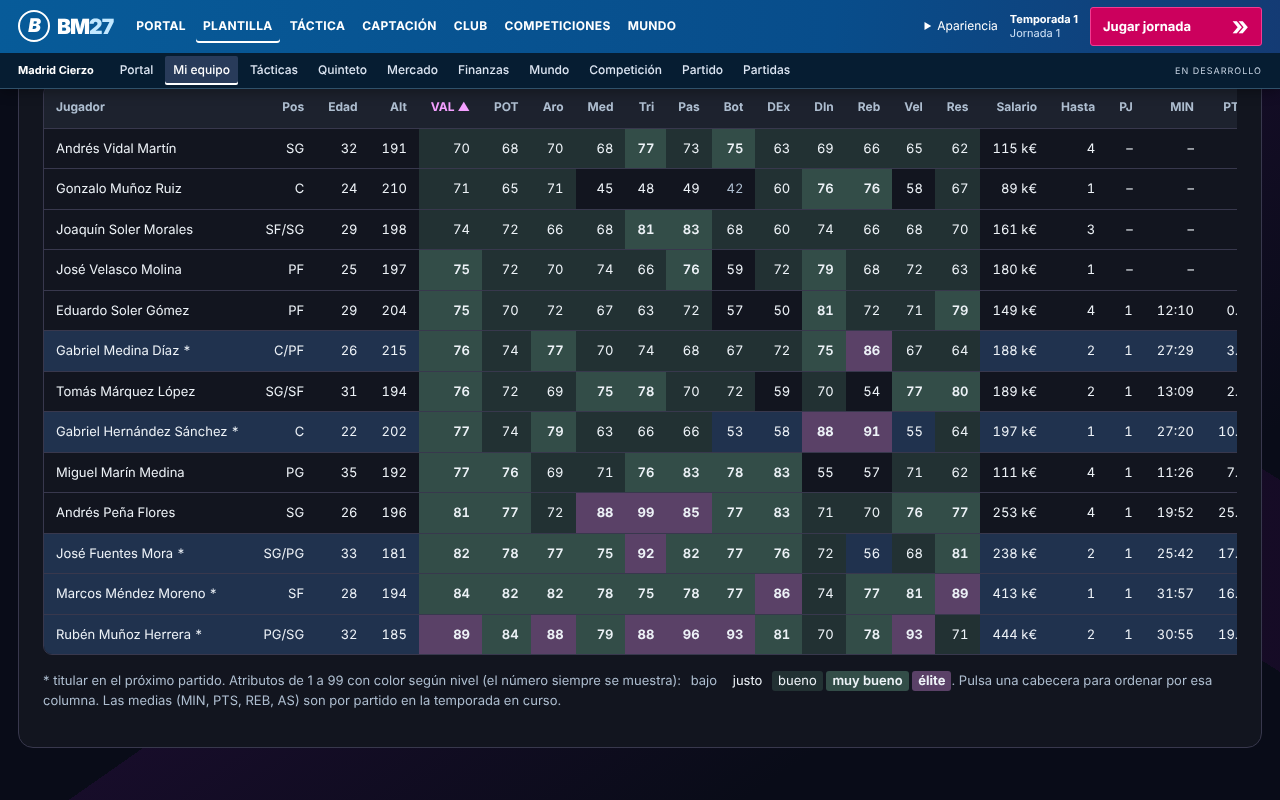 B BM27 PORTAL PLANTILLA TÁCTICA CAPTACIÓN CLUB COMPETICIONES MUNDO ▶ Apariencia Temporada 1 Jornada 1 Jugar jornada »
Madrid Cierzo Portal Mi equipo Tácticas Quinteto Mercado Finanzas Mundo Competición Partido Partidas EN DESARROLLO
Jugador Pos Edad Alt VAL ▲ POT Aro Med Tri Pas Bot DEx DIn Reb Vel Res Salario Hasta PJ MIN PT
Andrés Vidal Martín SG 32 191 70 68 70 68 77 73 75 63 69 66 65 62 115 k€ 4 – –
Gonzalo Muñoz Ruiz C 24 210 71 65 71 45 48 49 42 60 76 76 58 67 89 k€ 1 – –
Joaquín Soler Morales SF/SG 29 198 74 72 66 68 81 83 68 60 74 66 68 70 161 k€ 3 – –
José Velasco Molina PF 25 197 75 72 70 74 66 76 59 72 79 68 72 63 180 k€ 1 – –
Eduardo Soler Gómez PF 29 204 75 70 72 67 63 72 57 50 81 72 71 79 149 k€ 4 1 12:10 0.
Gabriel Medina Díaz * C/PF 26 215 76 74 77 70 74 68 67 72 75 86 67 64 188 k€ 2 1 27:29 3.
Tomás Márquez López SG/SF 31 194 76 72 69 75 78 70 72 59 70 54 77 80 189 k€ 2 1 13:09 2.
Gabriel Hernández Sánchez * C 22 202 77 74 79 63 66 66 53 58 88 91 55 64 197 k€ 1 1 27:20 10.
Miguel Marín Medina PG 35 192 77 76 69 71 76 83 78 83 55 57 71 62 111 k€ 4 1 11:26 7.
Andrés Peña Flores SG 26 196 81 77 72 88 99 85 77 83 71 70 76 77 253 k€ 4 1 19:52 25.
José Fuentes Mora * SG/PG 33 181 82 78 77 75 92 82 77 76 72 56 68 81 238 k€ 2 1 25:42 17.
Marcos Méndez Moreno * SF 28 194 84 82 82 78 75 78 77 86 74 77 81 89 413 k€ 1 1 31:57 16.
Rubén Muñoz Herrera * PG/SG 32 185 89 84 88 79 88 96 93 81 70 78 93 71 444 k€ 2 1 30:55 19.
* titular en el próximo partido. Atributos de 1 a 99 con color según nivel (el número siempre se muestra): bajo justo bueno muy bueno élite. Pulsa una cabecera para ordenar por esa
columna. Las medias (MIN, PTS, REB, AS) son por partido en la temporada en curso.